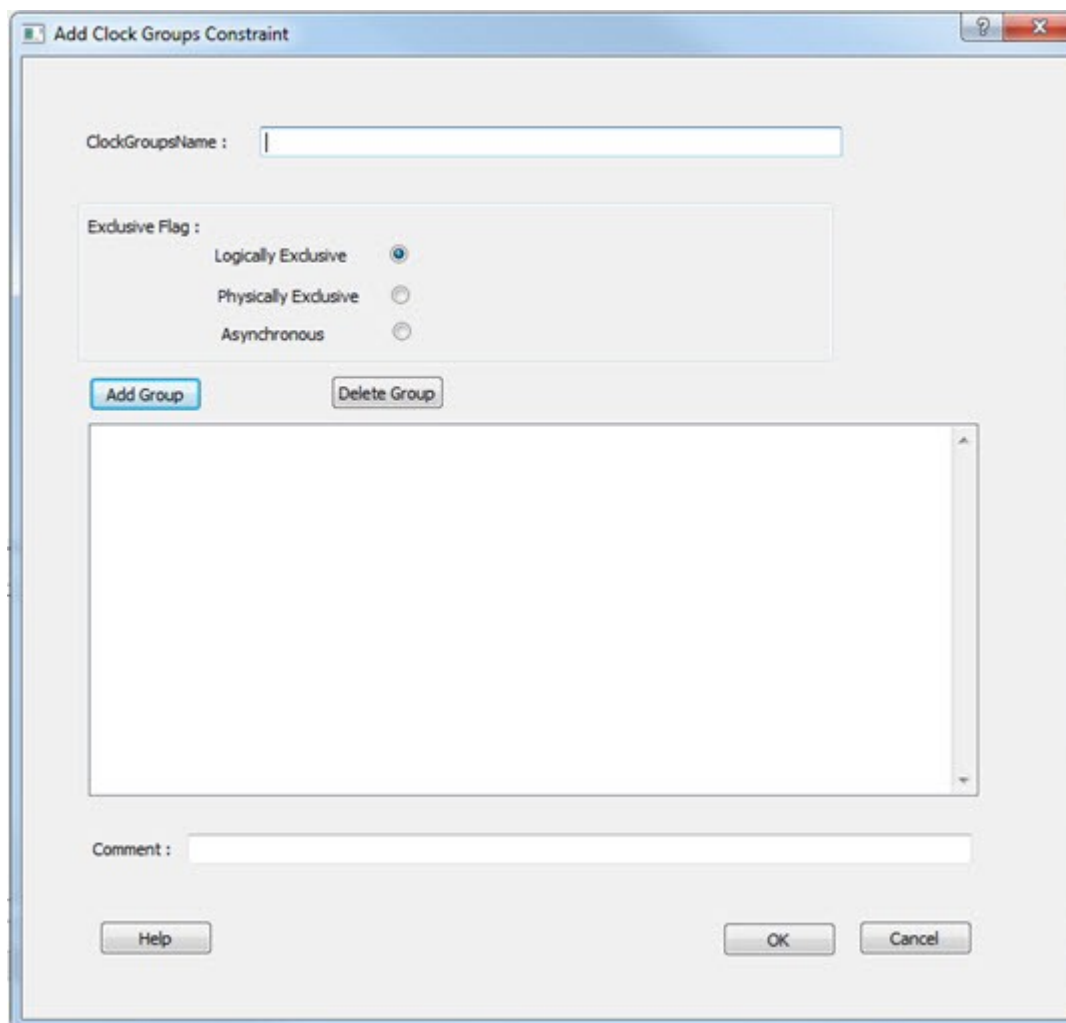 Add Clock Groups Constraint
?
ClockGroupsName :
Exclusive Flag :
Logically Exclusive
Physically Exclusive
Asynchronous
Add Group Delete Group
Comment :
Help OK Cancel